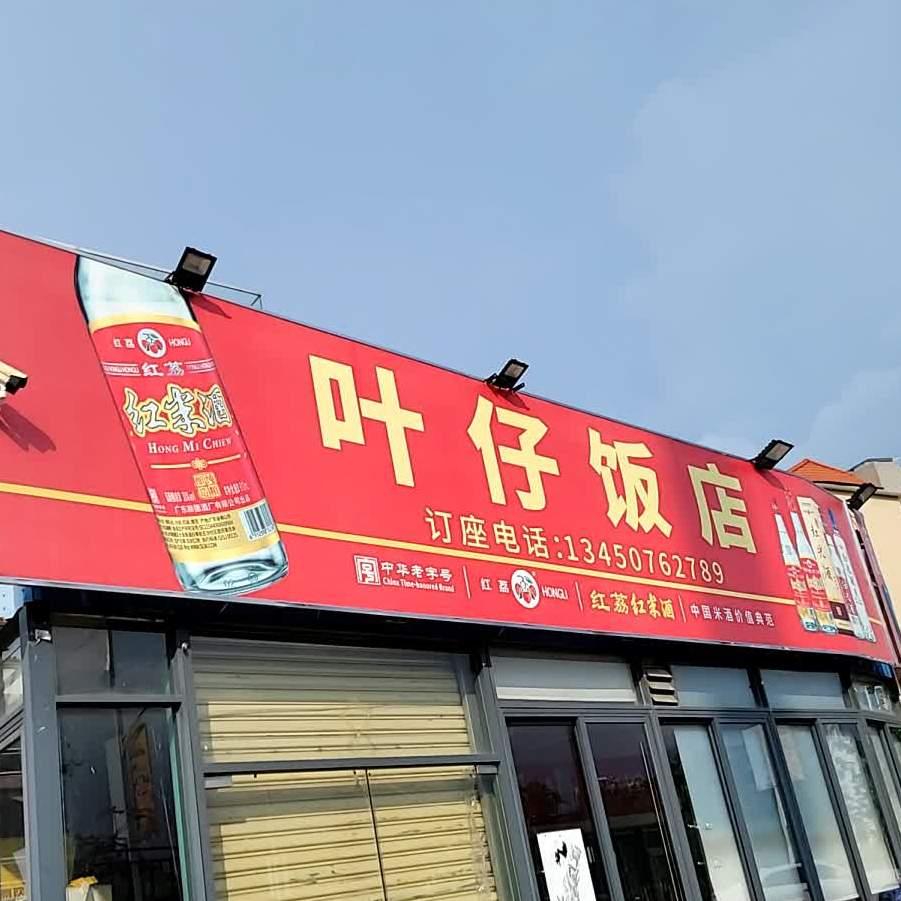 叶仔饭店
订座电话:13450762789
中华老字号
China Time-honored Brand
红荔 HONGLI
红荔红米酒
中国米酒价值典范
红荔 HONGLI
红荔
红米酒
HONG MI CHIEW